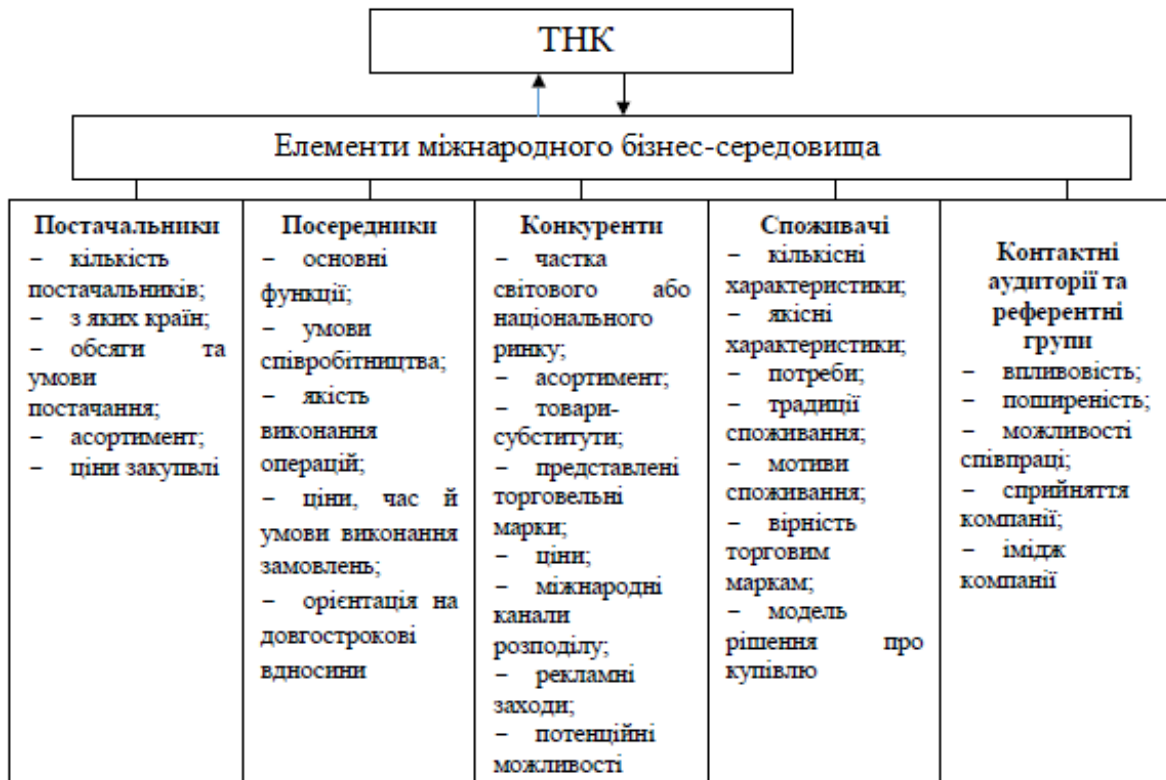 ТНК
Елементи міжнародного бізнес-середовища
Постачальники
– кількість
постачальників;
– з яких країн;
– обсяги та
умови
постачання;
– асортимент;
– ціни закупвлі
Посередники
– основні
функції;
– умови
співробітництва;
– якість
виконання
операцій;
– ціни, час й
умови виконання
замовлень;
– орієнтація на
довгострокові
вдносини
Конкуренти
– частка
світового або
національного
ринку;
– асортимент;
– товари-
субститути;
– представлені
торговельні
марки;
– ціни;
– міжнародні
канали
розподілу;
– рекламні
заходи;
– потенційні
можливості
Споживачі
– кількісні
характеристики;
– якісні
характеристики;
– потреби;
– традиції
споживання;
– мотиви
споживання;
– вірність
торговим
маркам;
– модель
рішення про
купівлю
Контактні
аудиторії та
референтні
групи
– впливовість;
– поширеність;
– можливості
співпраці;
– сприйняття
компанії;
– імідж
компанії